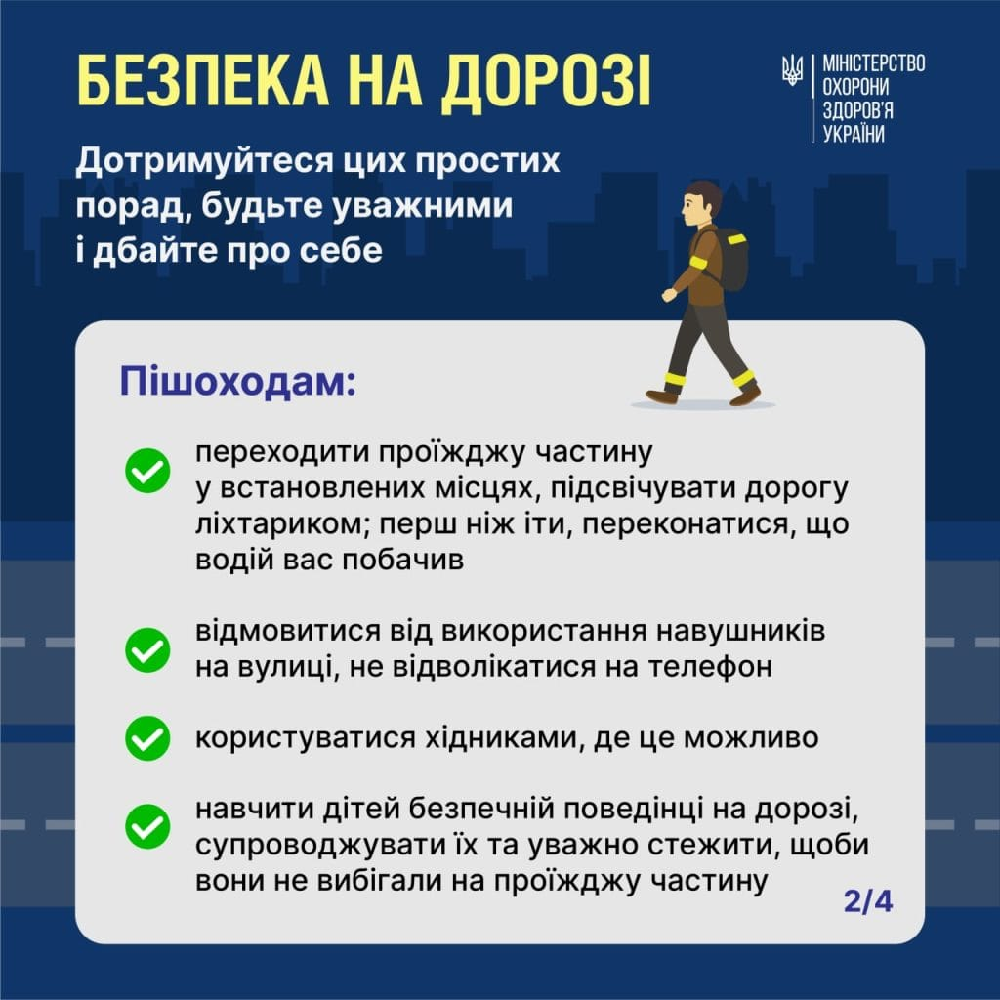 БЕЗПЕКА НА ДОРОЗІ
МІНІСТЕРСТВО
ОХОРОНИ
ЗДОРОВ'Я
УКРАЇНИ
Дотримуйтеся цих простих
порад, будьте уважними
і дбайте про себе
Пішоходам:
переходити проїжджу частину
у встановлених місцях, підсвічувати дорогу
ліхтариком; перш ніж іти, переконатися, що
водій вас побачив
відмовитися від використання навушників
на вулиці, не відволікатися на телефон
користуватися хідниками, де це можливо
навчити дітей безпечній поведінці на дорозі,
супроводжувати їх та уважно стежити, щоби
вони не вибігали на проїжджу частину
2/4